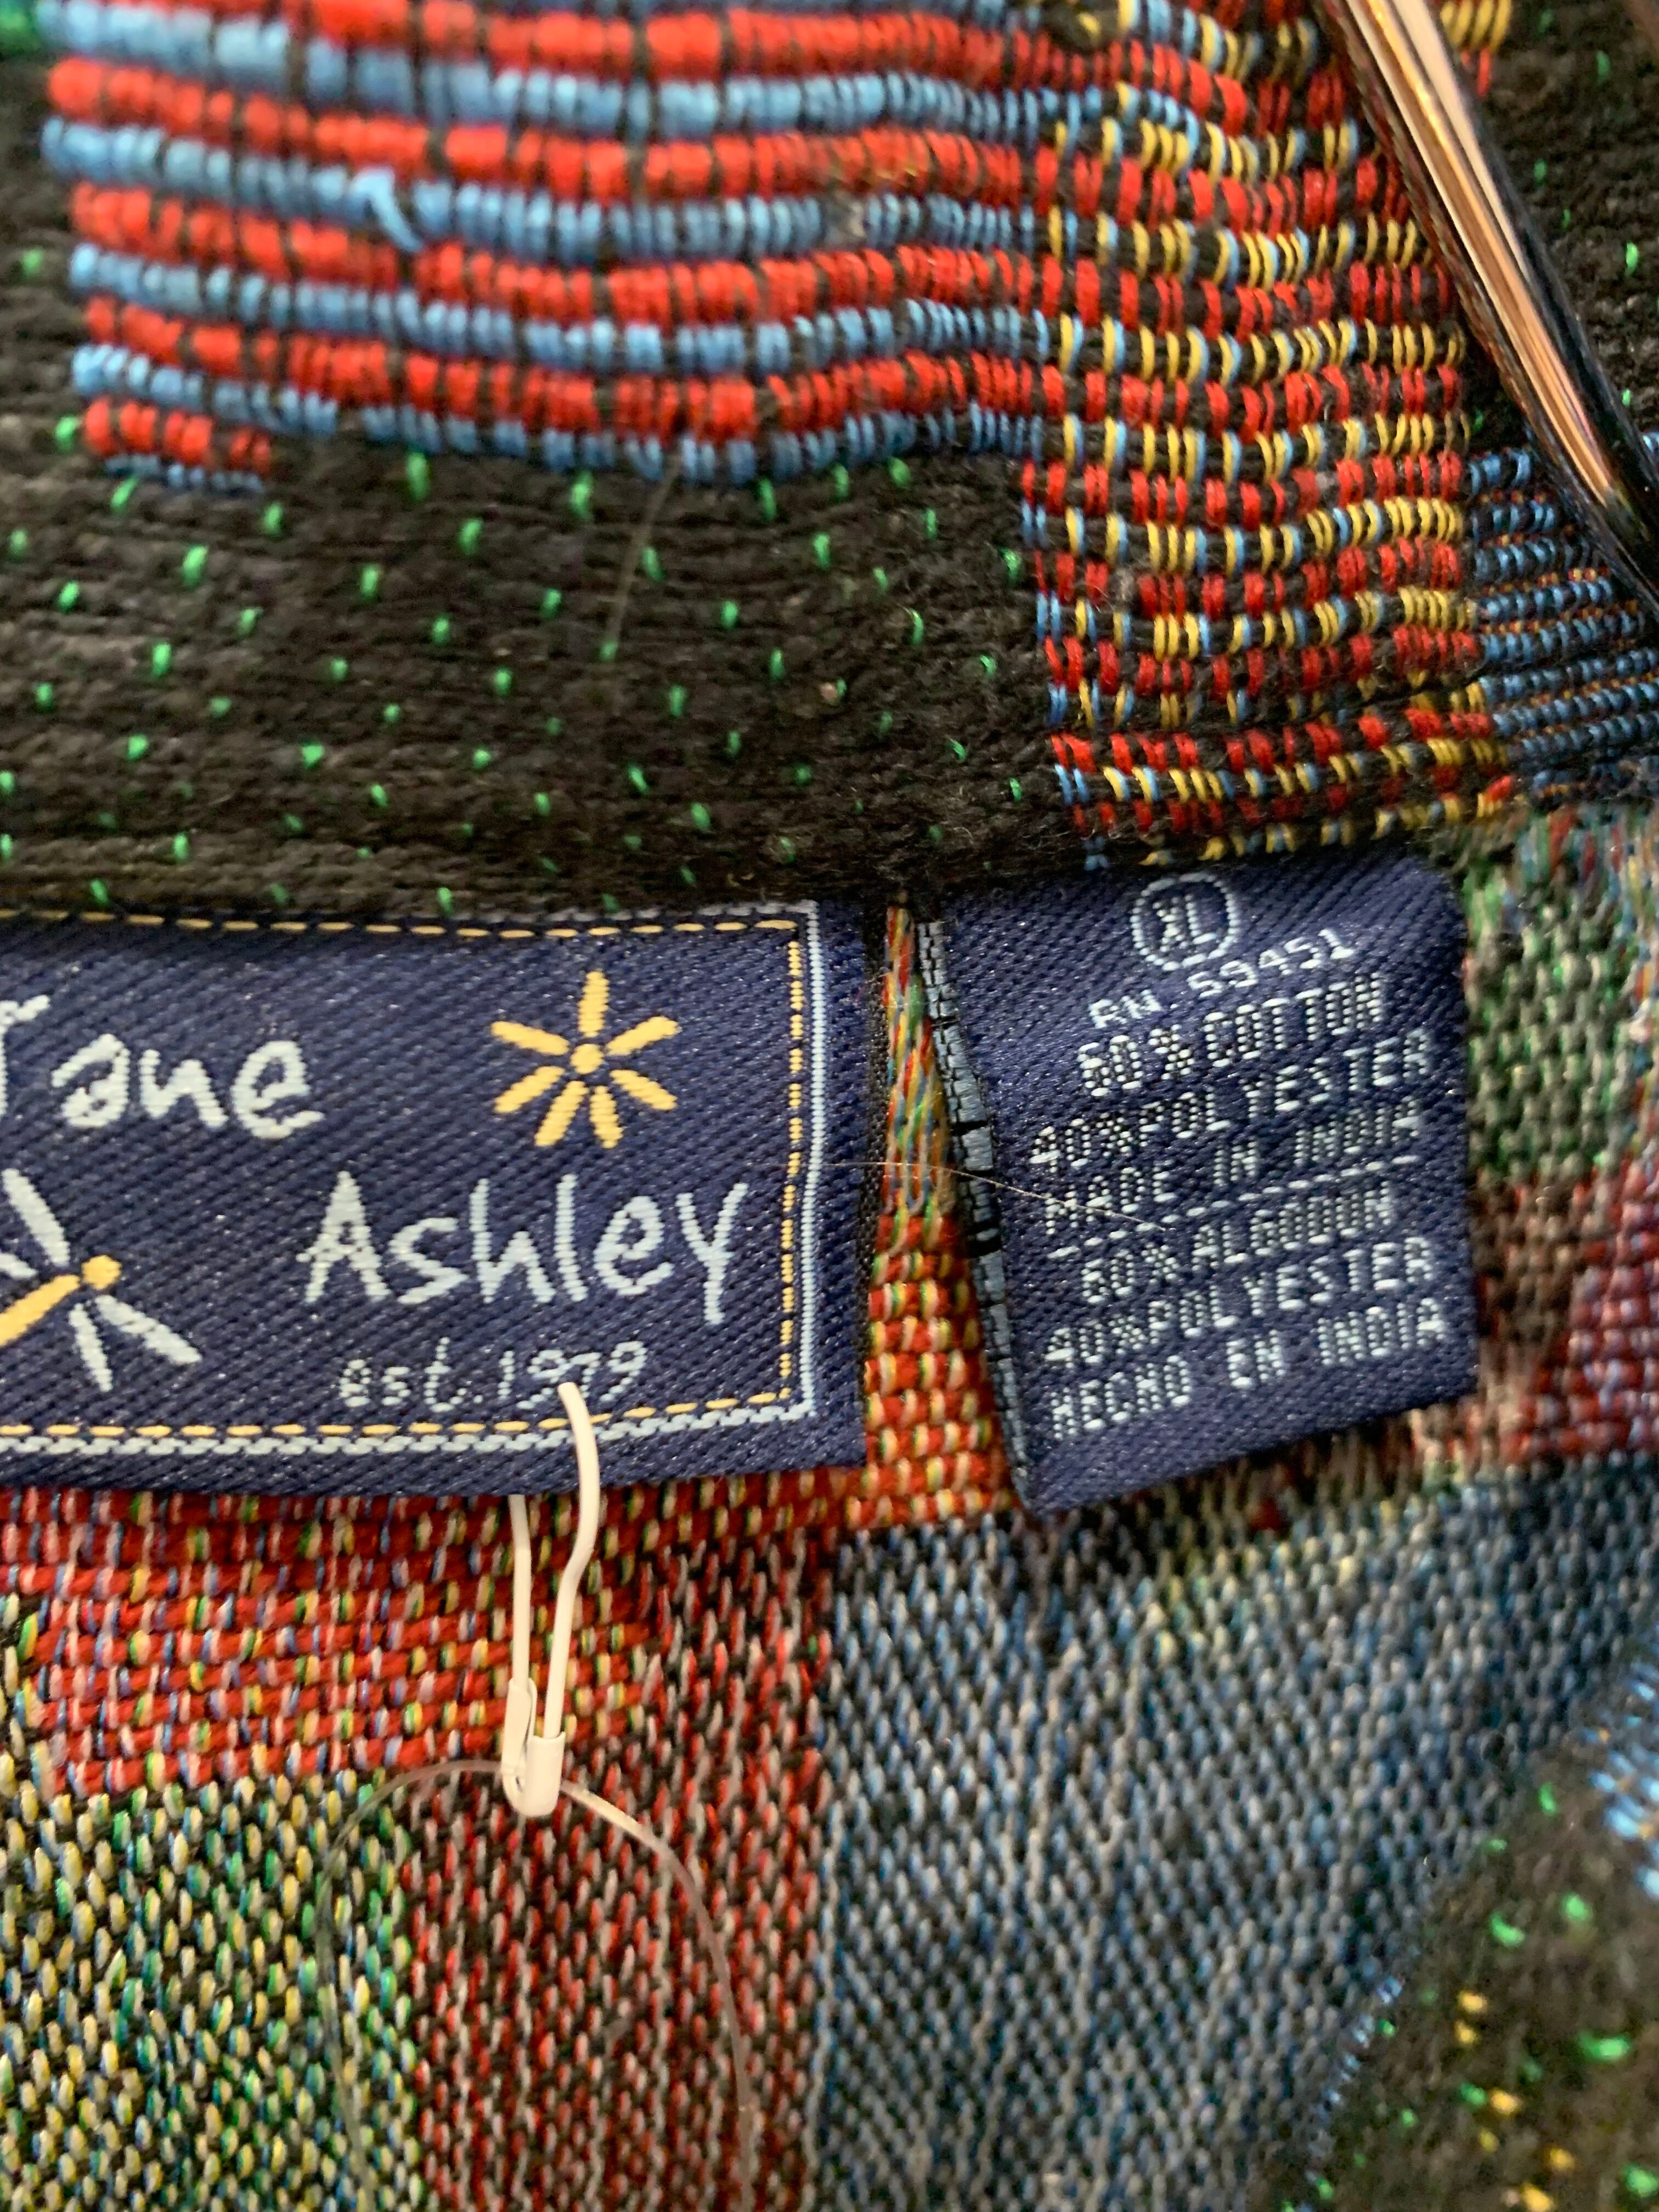 Jane
Ashley
est. 1979
XL
RN 59451
60% COTTON
40% POLYESTER
MADE IN INDIA
60% ALGODON
40% POLYESTER
HECHO EN INDIA